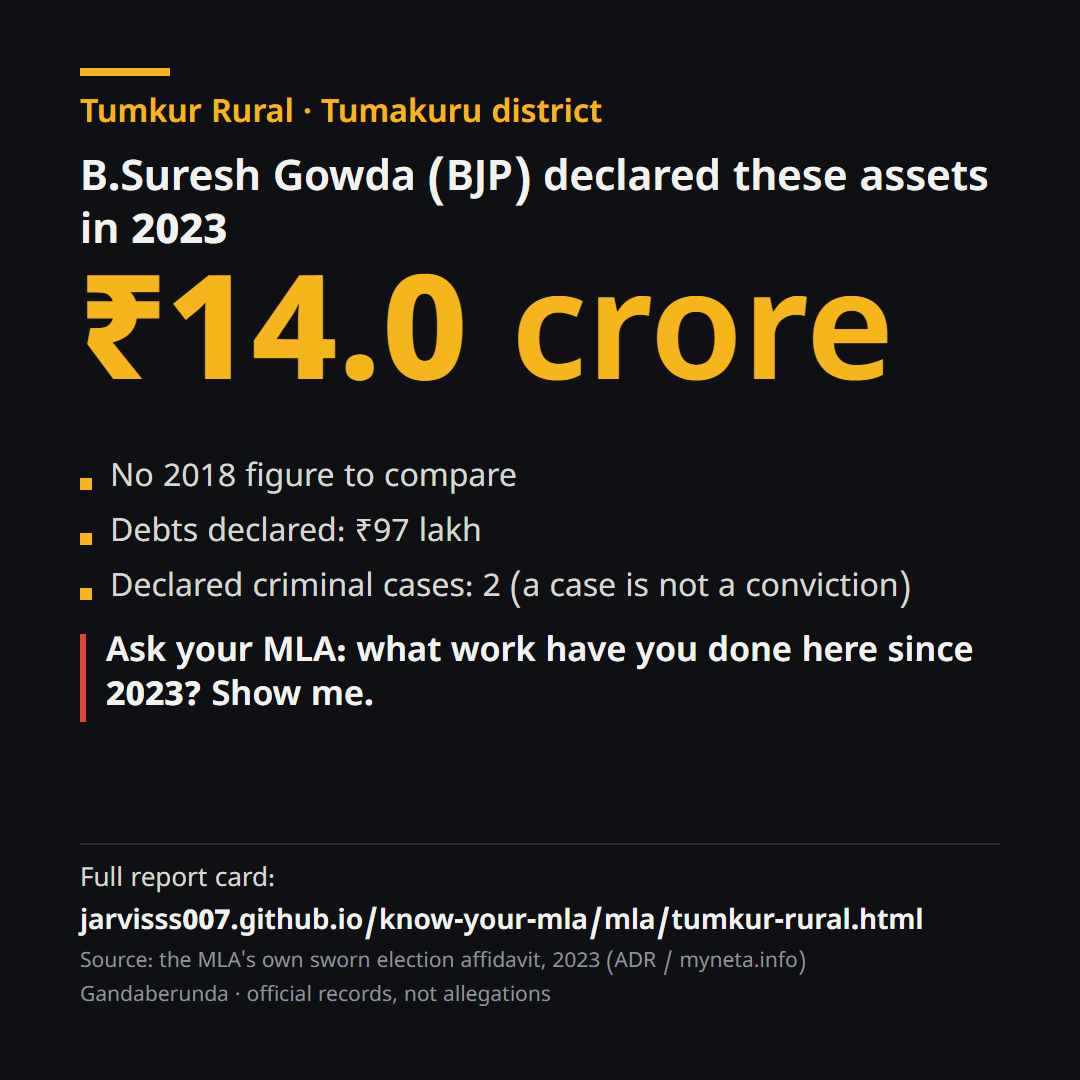 Tumkur Rural · Tumakuru district
B.Suresh Gowda (BJP) declared these assets
in 2023
₹14.0 crore
No 2018 figure to compare
Debts declared: ₹97 lakh
Declared criminal cases: 2 (a case is not a conviction)
Ask your MLA: what work have you done here since
2023? Show me.
Full report card:
jarvisss007.github.io/know-your-mla/mla/tumkur-rural.html
Source: the MLA's own sworn election affidavit, 2023 (ADR / myneta.info)
Gandaberunda · official records, not allegations